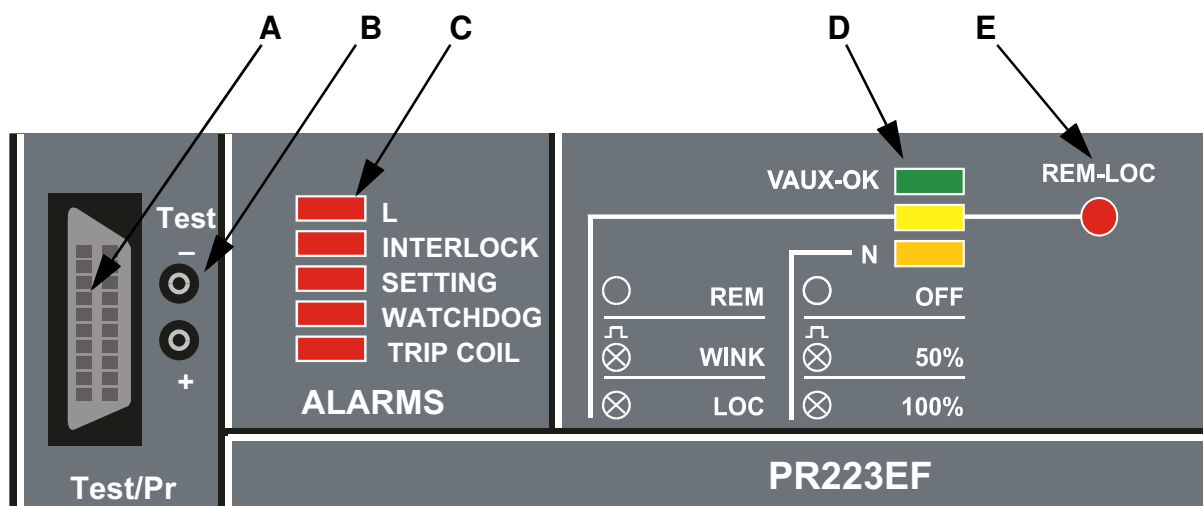 A B C D E
Test
–
+
Test/Pr
L
INTERLOCK
SETTING
WATCHDOG
TRIP COIL
ALARMS
VAUX-OK
REM-LOC
N
REM
WINK
LOC
OFF
50%
100%
PR223EF